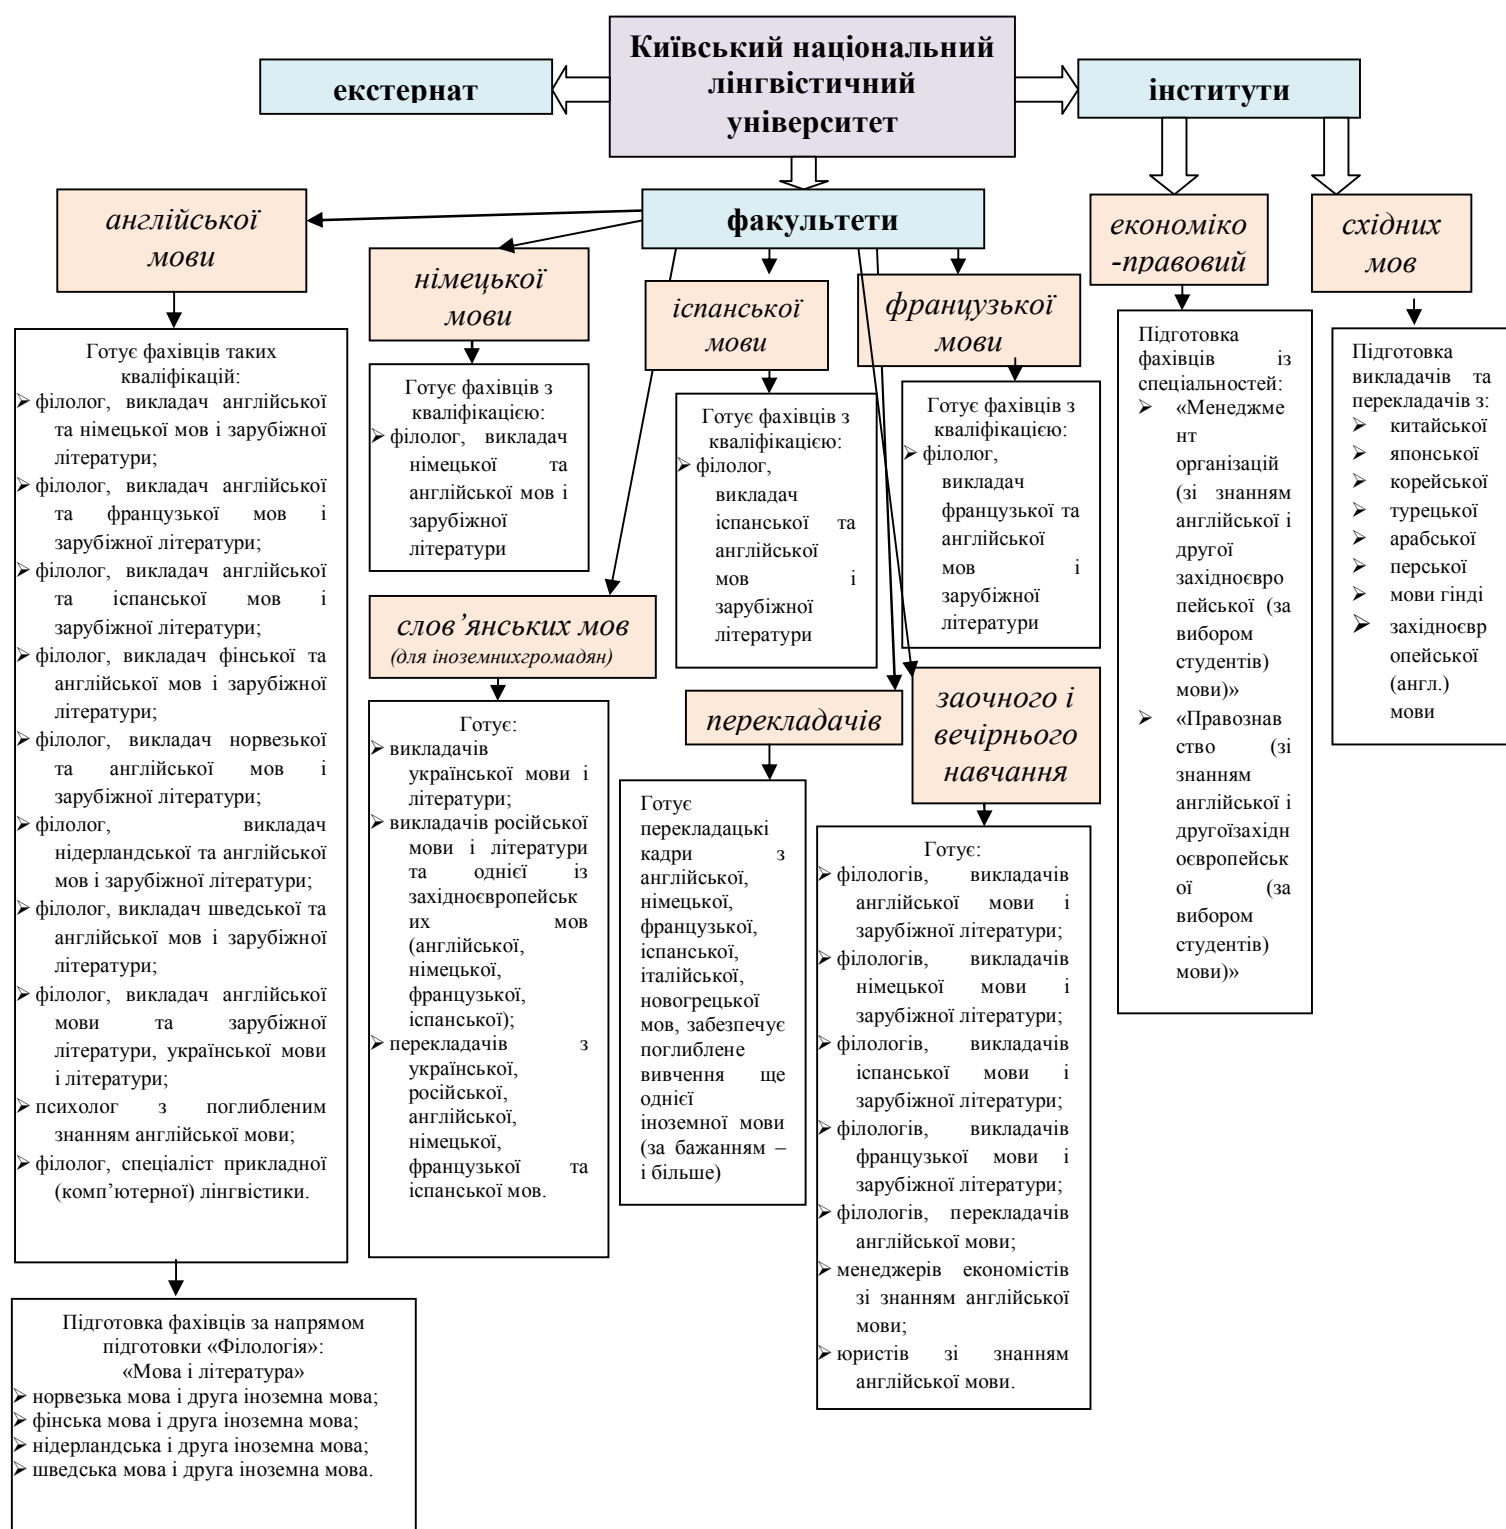 Київський національний
лінгвістичний
університет
екстернат
інститути
факультети
англійської
мови
німецької
мови
іспанської
мови
французької
мови
економіко
-правовий
східних
мов
Готує фахівців таких
кваліфікацій:
➢ філолог, викладач англійської
та німецької мов і зарубіжної
літератури;
➢ філолог, викладач англійської
та французької мов і
зарубіжної літератури;
➢ філолог, викладач англійської
та іспанської мов і
зарубіжної літератури;
➢ філолог, викладач фінської та
англійської мов і зарубіжної
літератури;
➢ філолог, викладач норвезької
та англійської мов і
зарубіжної літератури;
➢ філолог, викладач
нідерландської та англійської
мов і зарубіжної літератури;
➢ філолог, викладач шведської та
англійської мов і зарубіжної
літератури;
➢ філолог, викладач англійської
мови та зарубіжної
літератури, української мови
і літератури;
➢ психолог з поглибленим
знанням англійської мови;
➢ філолог, спеціаліст прикладної
(комп’ютерної) лінгвістики.
Підготовка фахівців за напрямом
підготовки «Філологія»:
«Мова і література»
➢ норвезька мова і друга іноземна мова;
➢ фінська мова і друга іноземна мова;
➢ нідерландська і друга іноземна мова;
➢ шведська мова і друга іноземна мова.
Готує фахівців з
кваліфікацією:
➢ філолог, викладач
німецької та
англійської мов і
зарубіжної
літератури
слов’янських мов
(для іноземнихгромадян)
Готує:
➢ викладачів
української мови і
літератури;
➢ викладачів російської
мови і літератури
та однієї із
західноєвропейськ
их мов
(англійської,
німецької,
французької,
іспанської);
➢ перекладачів з
української,
російської,
англійської,
німецької,
французької та
іспанської мов.
Готує фахівців з
кваліфікацією:
➢ філолог,
викладач
іспанської та
англійської
мов і
зарубіжної
літератури
перекладачів
Готує
перекладацькі
кадри з
англійської,
німецької,
французької,
іспанської,
італійської,
новогрецької
мов, забезпечує
поглиблене
вивчення ще
однієї
іноземної мови
(за бажанням –
і більше)
Готує фахівців з
кваліфікацією:
➢ філолог,
викладач
французької та
англійської
мов і
зарубіжної
літератури
заочного і
вечірнього
навчання
Готує:
➢ філологів, викладачів
англійської мови і
зарубіжної літератури;
➢ філологів, викладачів
німецької мови і
зарубіжної літератури;
➢ філологів, викладачів
іспанської мови і
зарубіжної літератури;
➢ філологів, викладачів
французької мови і
зарубіжної літератури;
➢ філологів, перекладачів
англійської мови;
➢ менеджерів економістів
зі знанням англійської
мови;
➢ юристів зі знанням
англійської мови.
Підготовка
фахівців із
спеціальностей:
➢ «Менеджме
нт
організацій
(зі знанням
англійської і
другої
західноєвро
пейської (за
вибором
студентів)
мови)»
➢ «Правознав
ство (зі
знанням
англійської і
другоїзахідн
оєвропейськ
ої (за
вибором
студентів)
мови)»
Підготовка
викладачів та
перекладачів з:
➢ китайської
➢ японської
➢ корейської
➢ турецької
➢ арабської
➢ перської
➢ мови гінді
➢ західноєвр
опейської
(англ.)
мови